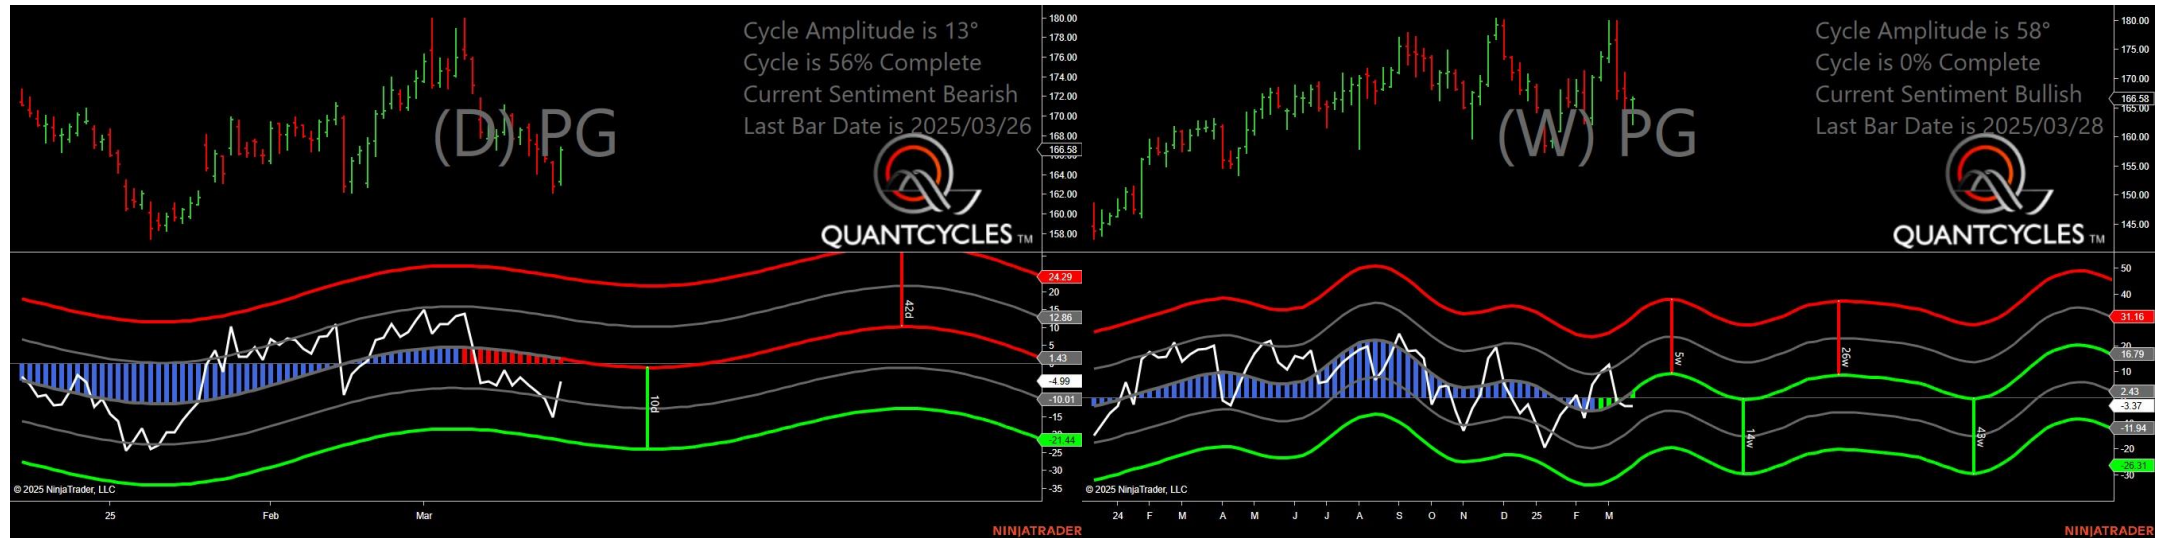 Cycle Amplitude is 13°
Cycle is 56% Complete
Current Sentiment Bearish
Last Bar Date is 2025/03/26
(D) PG
QUANTCYCLES TM
180.00
178.00
176.00
174.00
172.00
170.00
168.00
166.58
164.00
162.00
160.00
158.00
24.29
20
15
12.86
10
5
1.43
-4.99
-10.01
-15
-21.44
-25
-30
-35
42d
10d
© 2025 NinjaTrader, LLC
25
Feb
Mar
NINJATRADER
Cycle Amplitude is 58°
Cycle is 0% Complete
Current Sentiment Bullish
Last Bar Date is 2025/03/28
(W) PG
QUANTCYCLES TM
180.00
175.00
170.00
166.58
165.00
160.00
155.00
150.00
145.00
50
40
31.16
20
16.79
10
2.43
-3.37
-11.94
-20
-26.31
-30
5w
26w
14w
43w
© 2025 NinjaTrader, LLC
24 F M A M J J A S O N D 25 F M
NINJATRADER